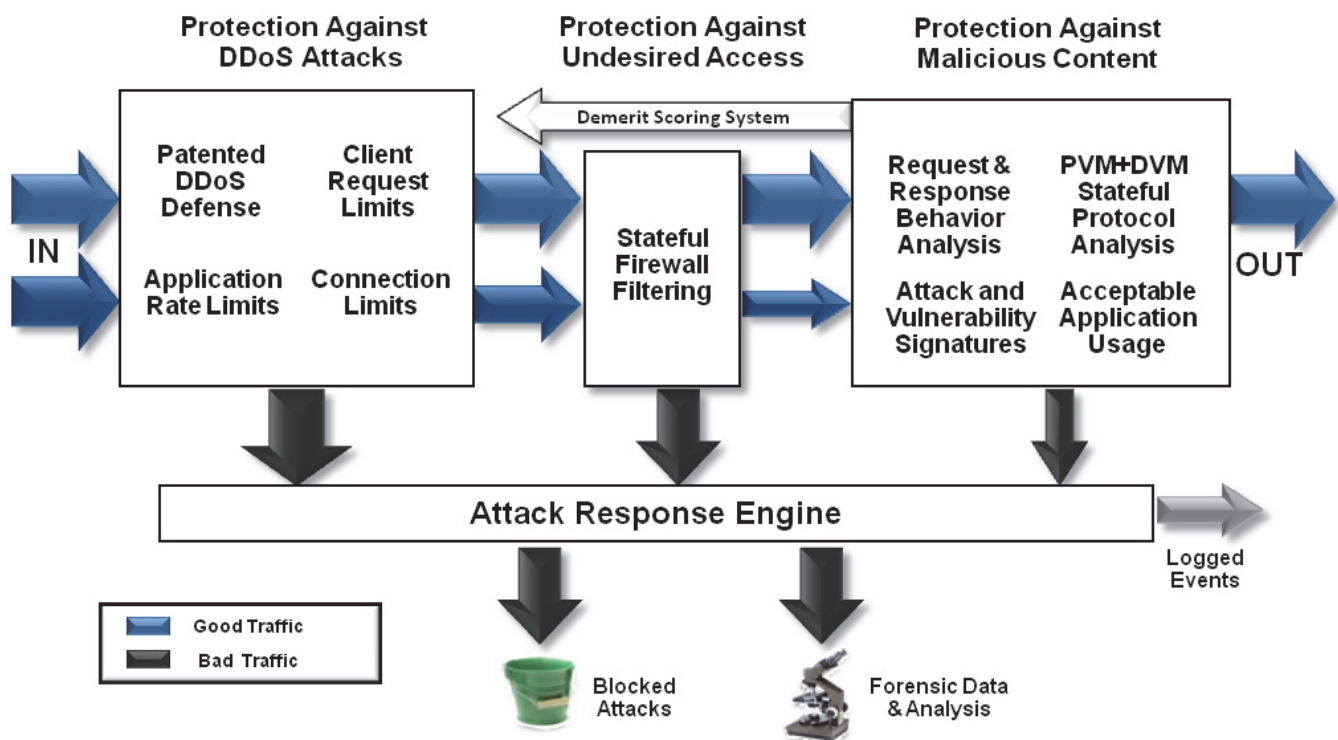 Protection Against
DDoS Attacks
Protection Against
Undesired Access
Protection Against
Malicious Content
Demerit Scoring System
Patented
DDoS
Defense
Client
Request
Limits
Application
Rate Limits
Connection
Limits
IN
Stateful
Firewall
Filtering
Request &
Response
Behavior
Analysis
PVM+DVM
Stateful
Protocol
Analysis
Attack and
Vulnerability
Signatures
Acceptable
Application
Usage
OUT
Attack Response Engine
Logged
Events
Good Traffic
Bad Traffic
Blocked
Attacks
Forensic Data
& Analysis